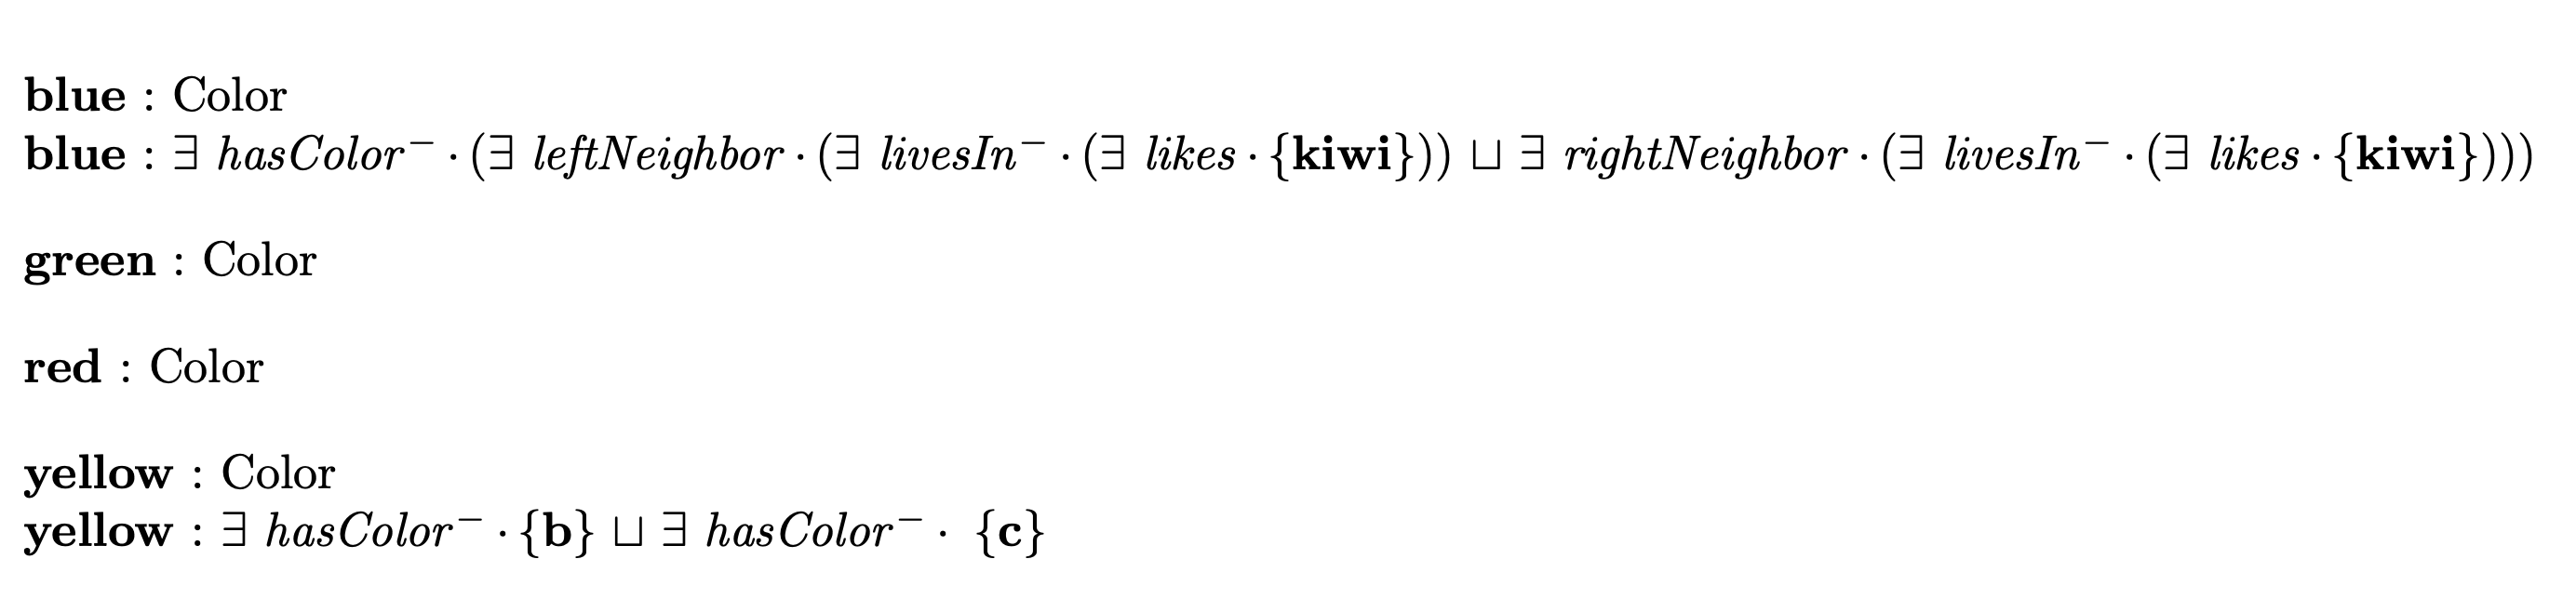 blue : Color
blue : ∃ hasColor⁻ · (∃ leftNeighbor · (∃ livesIn⁻ · (∃ likes · {kiwi})) ⊔ ∃ rightNeighbor · (∃ livesIn⁻ · (∃ likes · {kiwi})))
green : Color
red : Color
yellow : Color
yellow : ∃ hasColor⁻ · {b} ⊔ ∃ hasColor⁻ · {c}